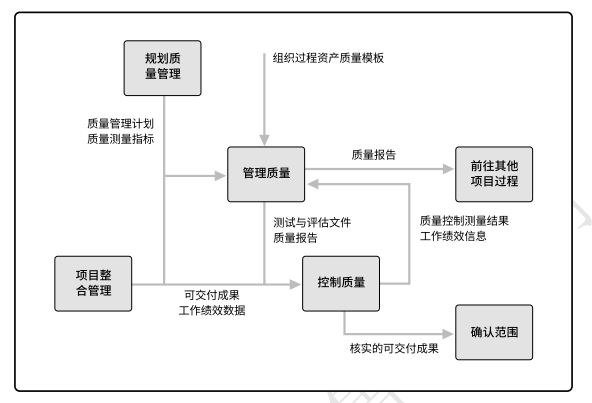 规划质
量管理
组织过程资产质量模板
质量管理计划
质量测量指标
管理质量
质量报告
前往其他
项目过程
测试与评估文件
质量报告
质量控制测量结果
工作绩效信息
项目整
合管理
可交付成果
工作绩效数据
控制质量
确认范围
核实的可交付成果